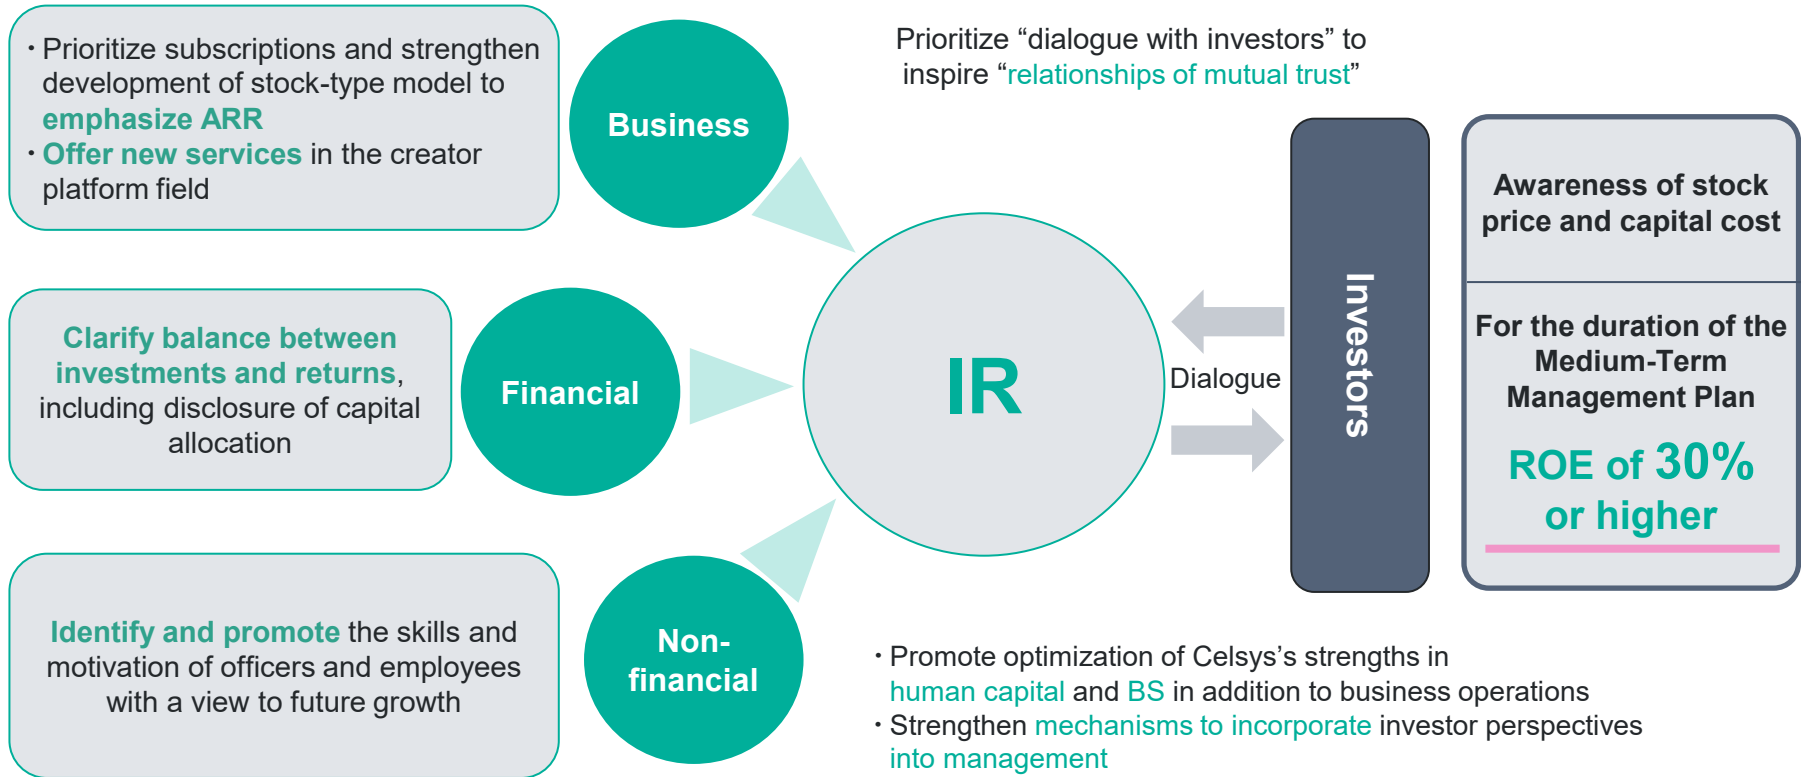 ・Prioritize subscriptions and strengthen
development of stock-type model to
emphasize ARR
・Offer new services in the creator
platform field
Business
Prioritize “dialogue with investors” to
inspire “relationships of mutual trust”
Clarify balance between
investments and returns,
including disclosure of capital
allocation
Financial
IR
Dialogue
Investors
Awareness of stock
price and capital cost
For the duration of the
Medium-Term
Management Plan
ROE of 30%
or higher
Identify and promote the skills and
motivation of officers and employees
with a view to future growth
Non-
financial
・Promote optimization of Celsys’s strengths in
human capital and BS in addition to business operations
・Strengthen mechanisms to incorporate investor perspectives
into management